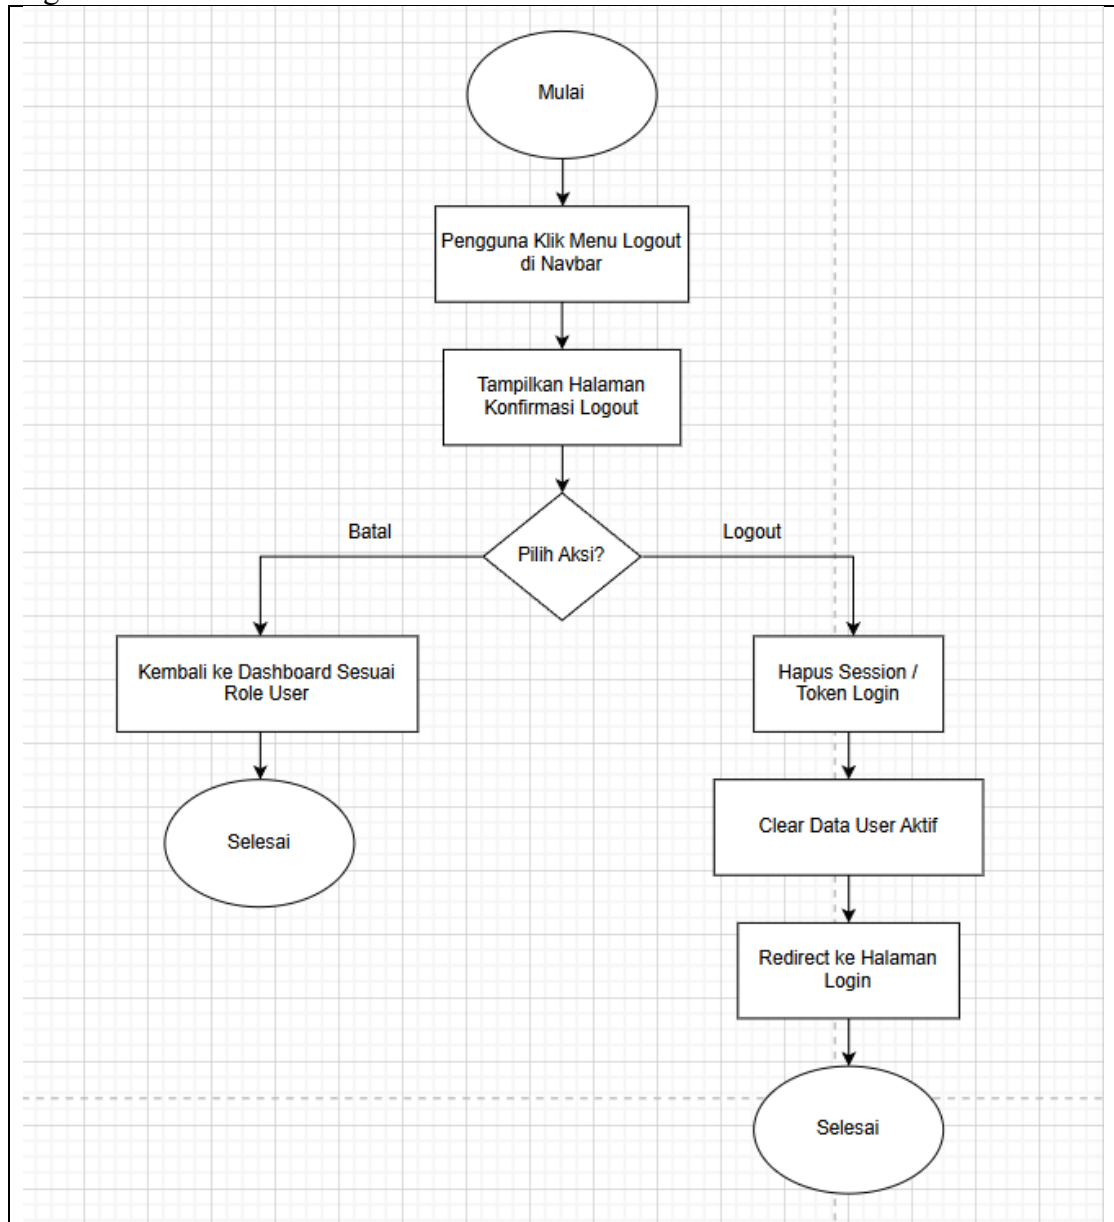 Mulai
Pengguna Klik Menu Logout
di Navbar
Tampilkan Halaman
Konfirmasi Logout
Batal
Pilih Aksi?
Logout
Kembali ke Dashboard Sesuai
Role User
Selesai
Hapus Session /
Token Login
Clear Data User Aktif
Redirect ke Halaman
Login
Selesai